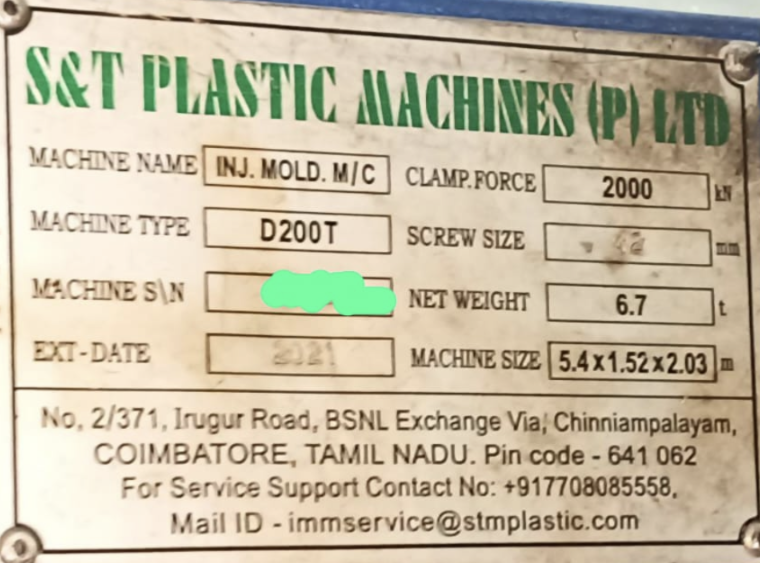 S&T PLASTIC MACHINES (P) LTD
MACHINE NAME INJ. MOLD. M/C CLAMP.FORCE 2000 kN
MACHINE TYPE D200T SCREW SIZE mm
MACHINE S\N NET WEIGHT 6.7 t
EXT-DATE 2021 MACHINE SIZE 5.4x1.52x2.03 m
No, 2/371, Irugur Road, BSNL Exchange Via, Chinniampalayam,
COIMBATORE, TAMIL NADU. Pin code - 641 062
For Service Support Contact No: +917708085558,
Mail ID - immservice@stmplastic.com